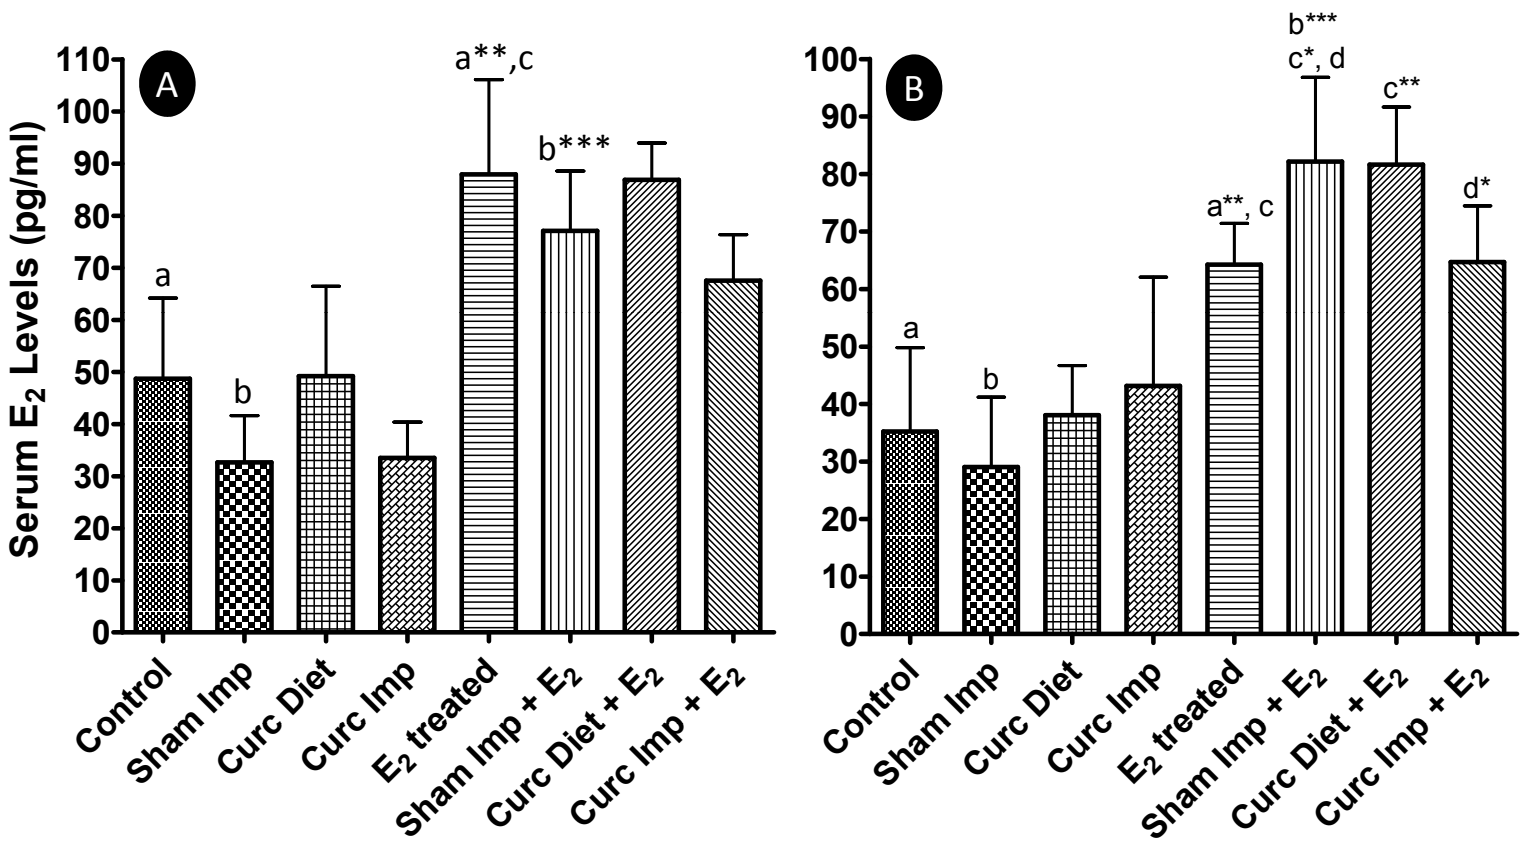 A
Serum E₂ Levels (pg/ml)
110
100
90
80
70
60
50
40
30
20
10
0
a
b
a**,c
b***
Control
Sham Imp
Curc Diet
Curc Imp
E₂ treated
Sham Imp + E₂
Curc Diet + E₂
Curc Imp + E₂
B
100
90
80
70
60
50
40
30
20
10
0
a
b
a**, c
b***
c*, d
c**
d*
Control
Sham Imp
Curc Diet
Curc Imp
E₂ treated
Sham Imp + E₂
Curc Diet + E₂
Curc Imp + E₂